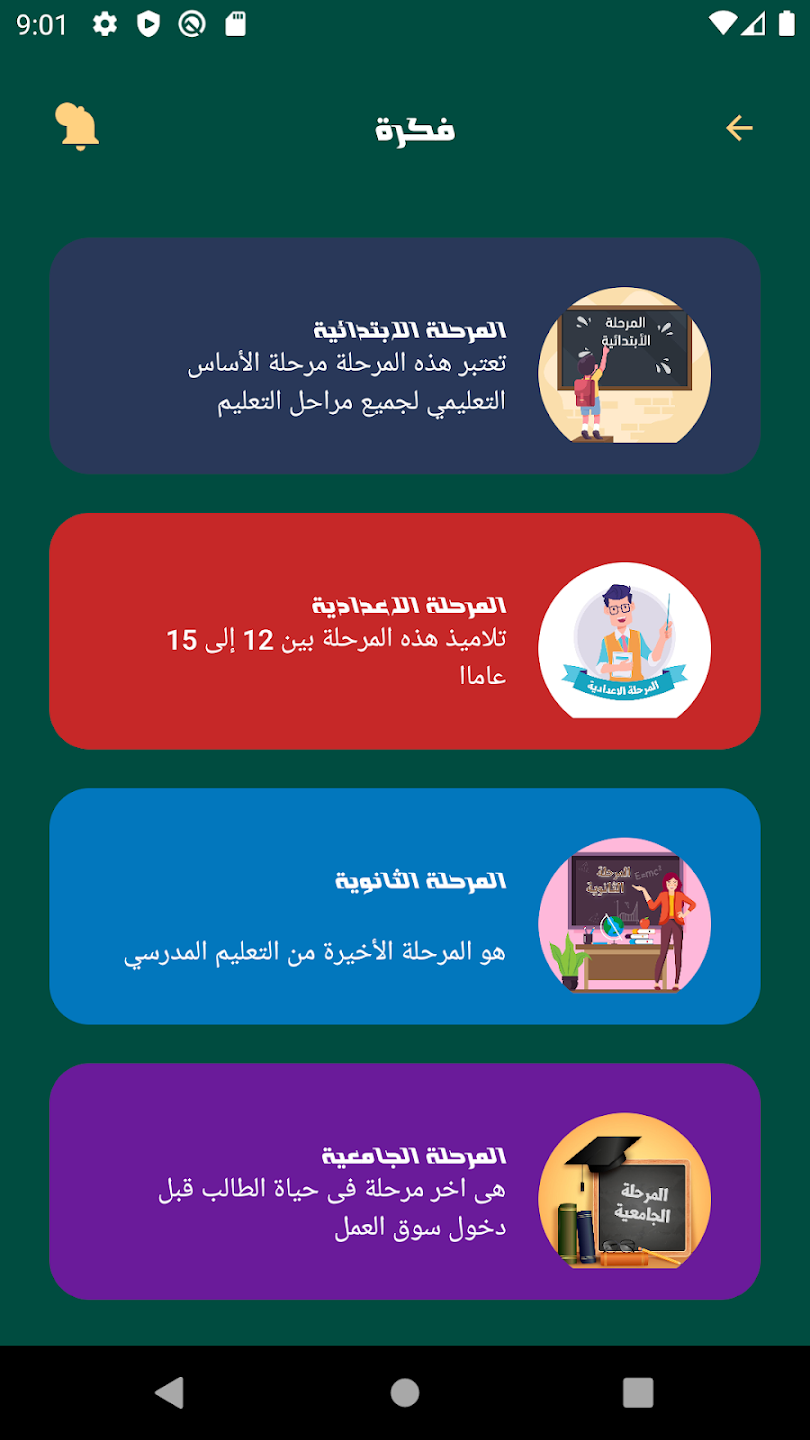 9:01
فكرة
المرحلة الابتدائية
تعتبر هذه المرحلة مرحلة الأساس
التعليمي لجميع مراحل التعليم
المرحلة
الأبتدائية
المرحلة الاعدادية
تلاميذ هذه المرحلة بين 12 إلى 15
عاماا
المرحلة الاعدادية
المرحلة الثانوية
هو المرحلة الأخيرة من التعليم المدرسي
المرحلة
الثانوية
E=mc²
المرحلة الجامعية
هى اخر مرحلة فى حياة الطالب قبل
دخول سوق العمل
المرحلة
الجامعية